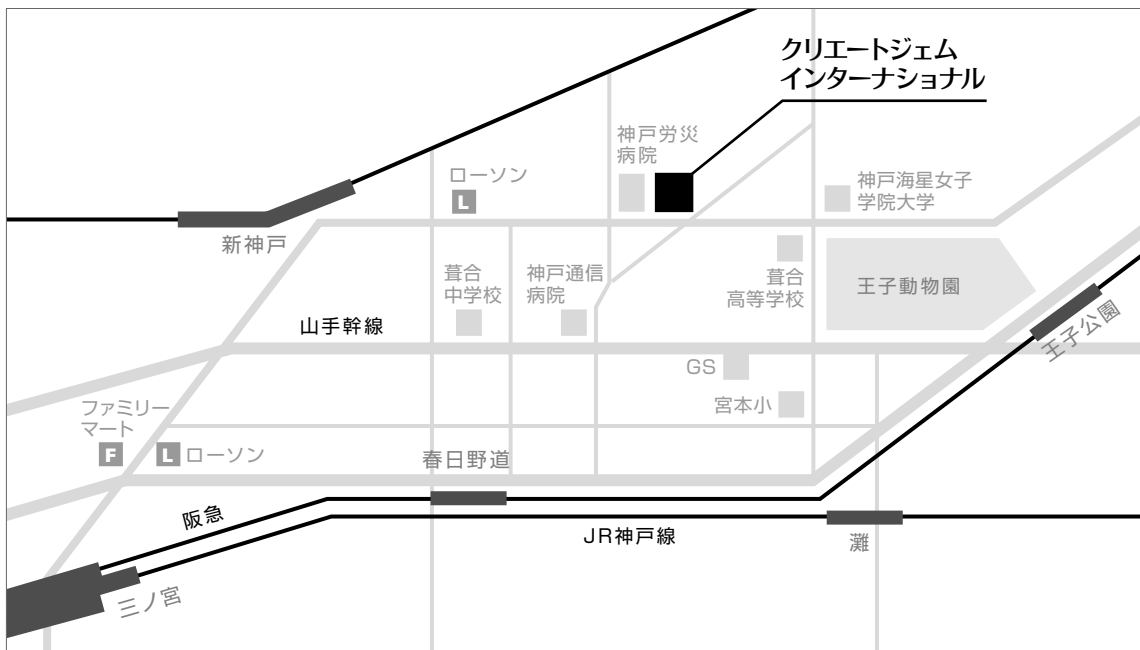 クリエートジェム
インターナショナル
神戸労災
病院
ローソン
L
神戸海星女子
学院大学
新神戸
葺合
中学校
神戸通信
病院
葺合
高等学校
王子動物園
山手幹線
王子公園
GS
宮本小
ファミリー
マート
F
L ローソン
春日野道
阪急
JR神戸線
灘
三ノ宮